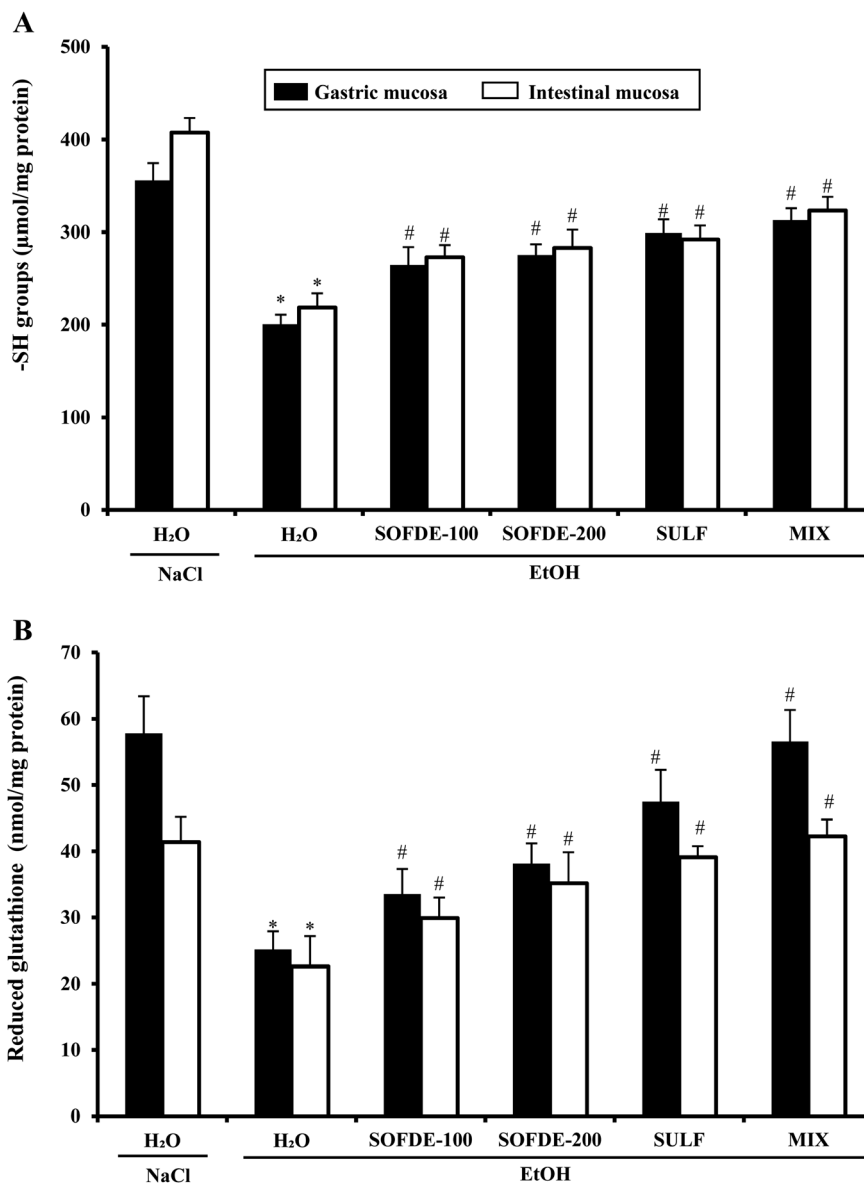 A
500
Gastric mucosa
Intestinal mucosa
400
300
200
100
0
-SH groups (µmol/mg protein)
* * # # # # # # # #
H₂O H₂O SOFDE-100 SOFDE-200 SULF MIX
NaCl EtOH
B
70
60
50
40
30
20
10
0
Reduced glutathione (nmol/mg protein)
* * # # # # # # # #
H₂O H₂O SOFDE-100 SOFDE-200 SULF MIX
NaCl EtOH